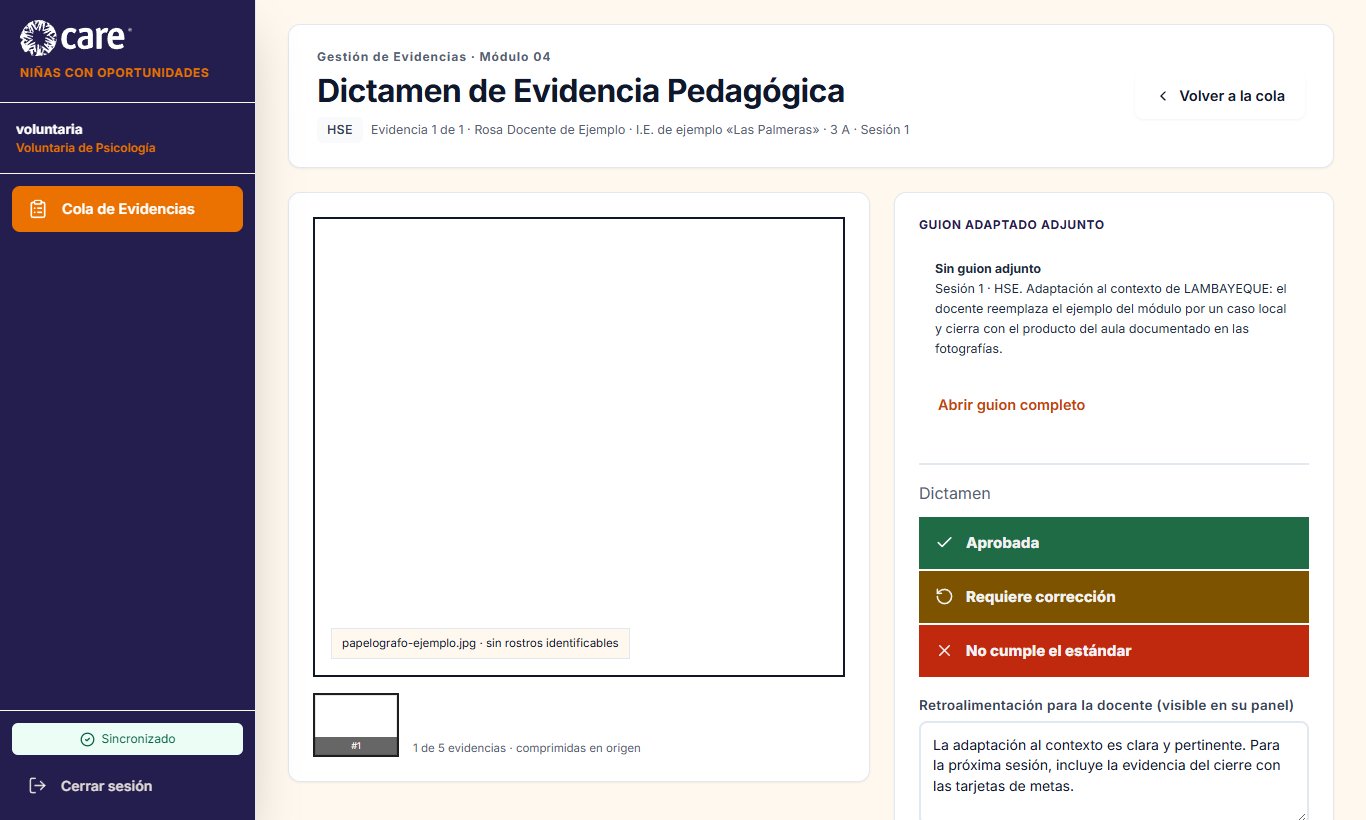 care
NIÑAS CON OPORTUNIDADES
voluntaria
Voluntaria de Psicología
Cola de Evidencias
Sincronizado
Cerrar sesión
Gestión de Evidencias · Módulo 04
Dictamen de Evidencia Pedagógica
HSE Evidencia 1 de 1 · Rosa Docente de Ejemplo · I.E. de ejemplo «Las Palmeras» · 3 A · Sesión 1
Volver a la cola
papelografo-ejemplo.jpg · sin rostros identificables
#1
1 de 5 evidencias · comprimidas en origen
GUION ADAPTADO ADJUNTO
Sin guion adjunto
Sesión 1 · HSE. Adaptación al contexto de LAMBAYEQUE: el
docente reemplaza el ejemplo del módulo por un caso local
y cierra con el producto del aula documentado en las
fotografías.
Abrir guion completo
Dictamen
Aprobada
Requiere corrección
No cumple el estándar
Retroalimentación para la docente (visible en su panel)
La adaptación al contexto es clara y pertinente. Para
la próxima sesión, incluye la evidencia del cierre con
las tarjetas de metas.